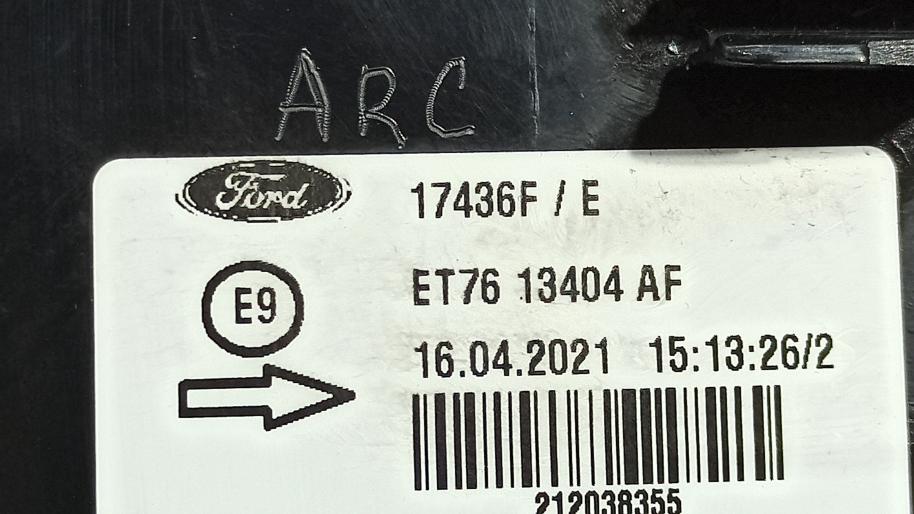 ARC
Ford
17436F / E
ET76 13404 AF
E9
16.04.2021 15:13:26/2
212038355